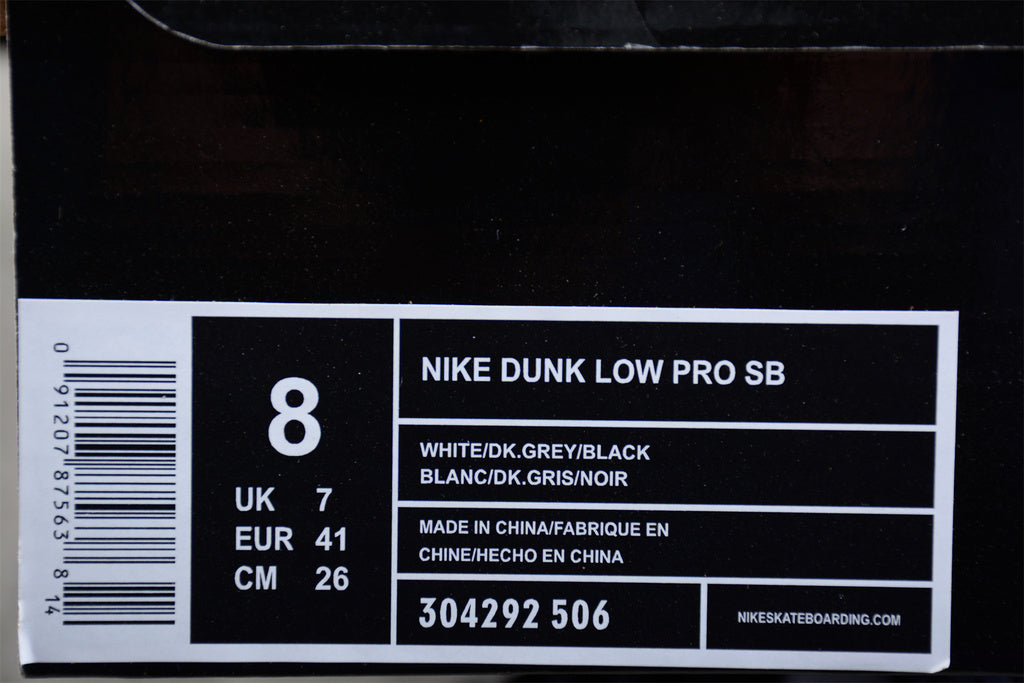 0 91207 87563 8 14
8
UK 7
EUR 41
CM 26
NIKE DUNK LOW PRO SB
WHITE/DK.GREY/BLACK
BLANC/DK.GRIS/NOIR
MADE IN CHINA/FABRIQUE EN
CHINE/HECHO EN CHINA
304292 506
NIKESKATEBOARDING.COM